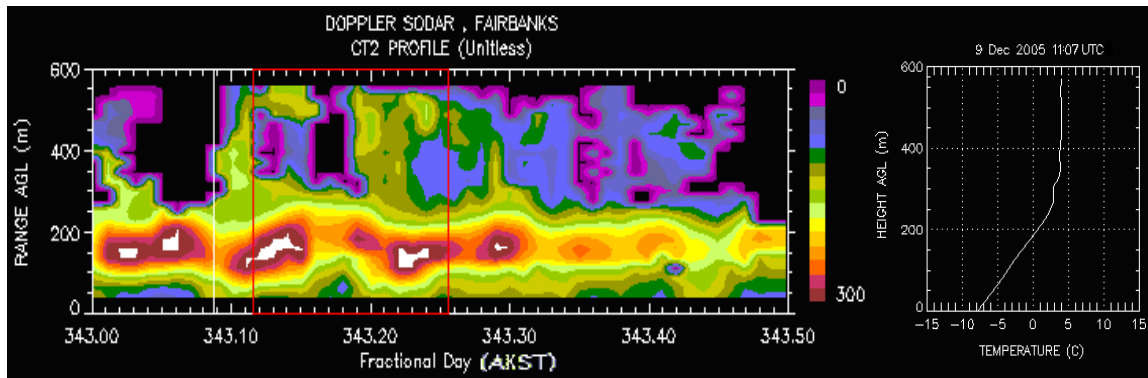 DOPPLER SODAR , FAIRBANKS
CT2 PROFILE (Unitless)
RANGE AGL (m)
600
400
200
0
343.00 343.10 343.20 343.30 343.40 343.50
Fractional Day (AKST)
0
300
9 Dec 2005 11:07 UTC
HEIGHT AGL (m)
600
400
200
0
−15 −10 −5 0 5 10 15
TEMPERATURE (C)